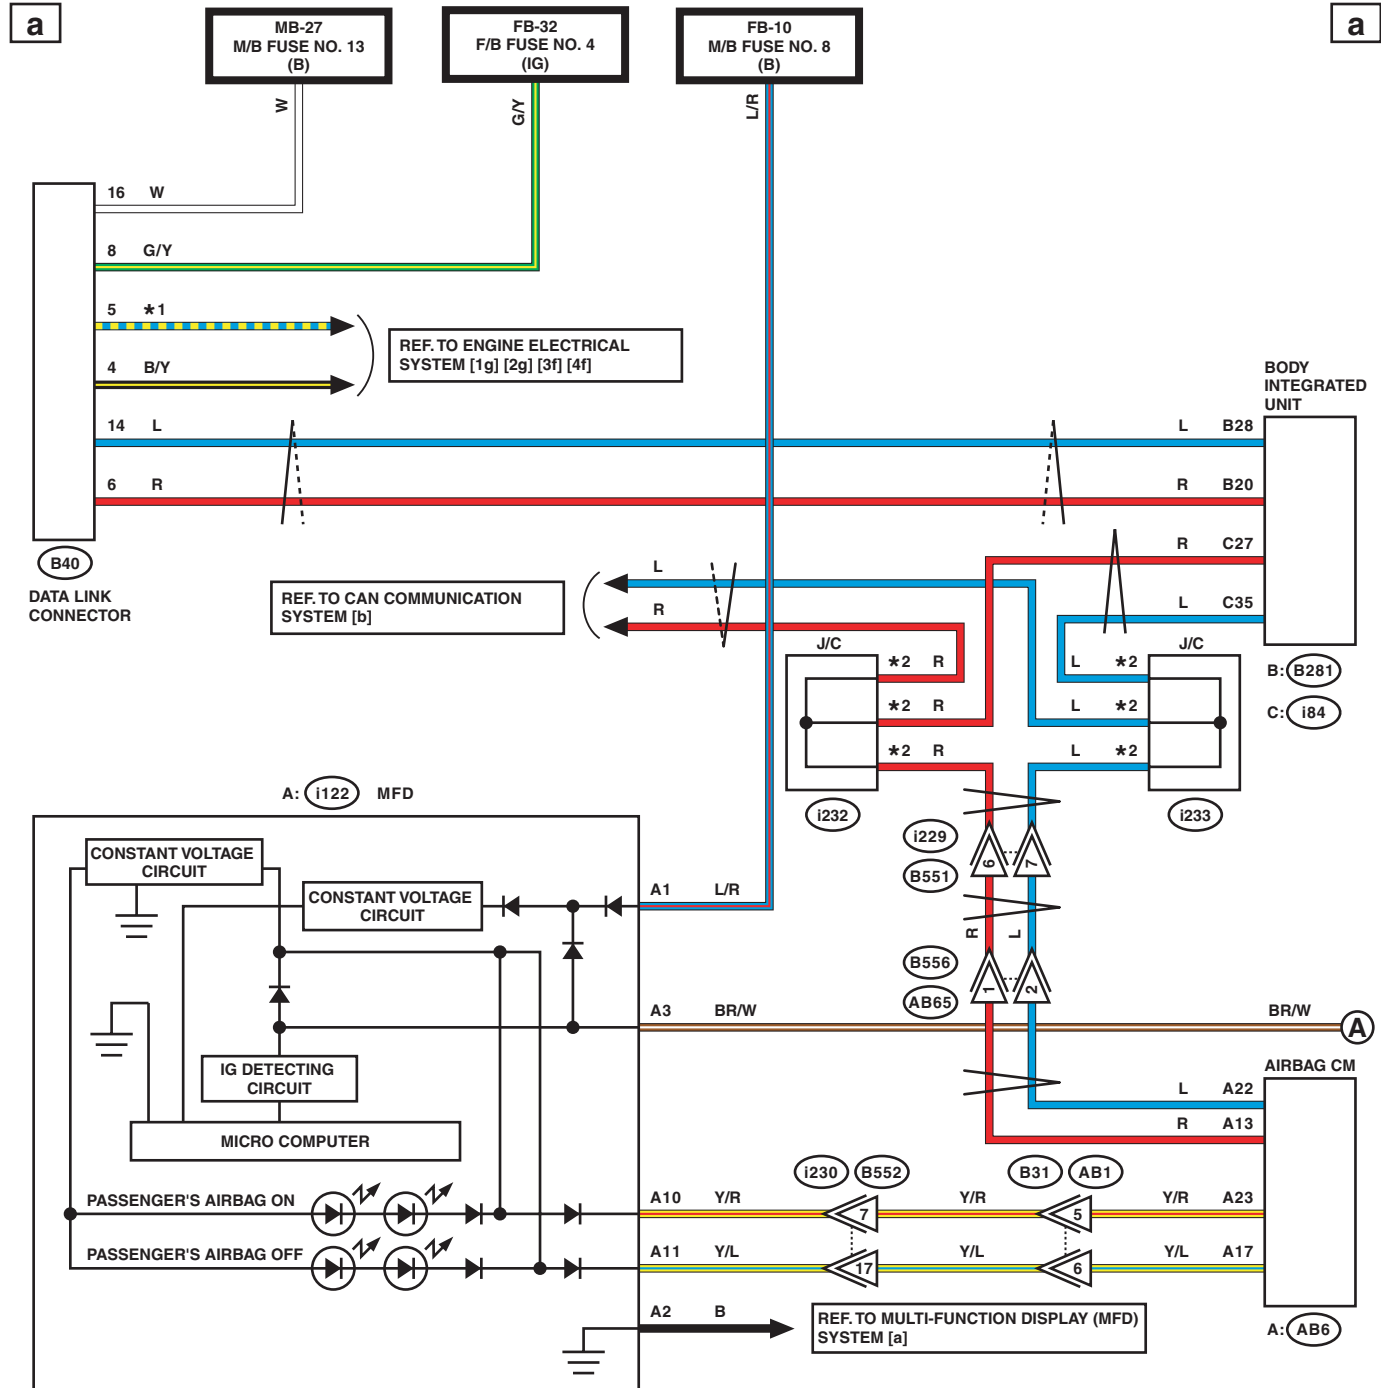 a
MB-27
M/B FUSE NO. 13
(B)
FB-32
F/B FUSE NO. 4
(IG)
FB-10
M/B FUSE NO. 8
(B)
a
W
G/Y
L/R
16 W
8 G/Y
5 *1
4 B/Y
REF. TO ENGINE ELECTRICAL
SYSTEM [1g] [2g] [3f] [4f]
BODY
INTEGRATED
UNIT
14 L
L B28
6 R
R B20
R C27
L C35
B40
DATA LINK
CONNECTOR
REF. TO CAN COMMUNICATION
SYSTEM [b]
L
R
J/C
*2 R
*2 R
*2 R
i232
J/C
L *2
L *2
L *2
i233
B: B281
C: i84
A: i122 MFD
i229
B551
6
7
R
L
B556
AB65
1
2
CONSTANT VOLTAGE
CIRCUIT
CONSTANT VOLTAGE
CIRCUIT
A1 L/R
A3 BR/W
BR/W
A
IG DETECTING
CIRCUIT
MICRO COMPUTER
AIRBAG CM
L A22
R A13
i230 B552
B31 AB1
PASSENGER'S AIRBAG ON
A10 Y/R
7
Y/R
5
Y/R A23
PASSENGER'S AIRBAG OFF
A11 Y/L
17
Y/L
6
Y/L A17
A2 B
REF. TO MULTI-FUNCTION DISPLAY (MFD)
SYSTEM [a]
A: AB6